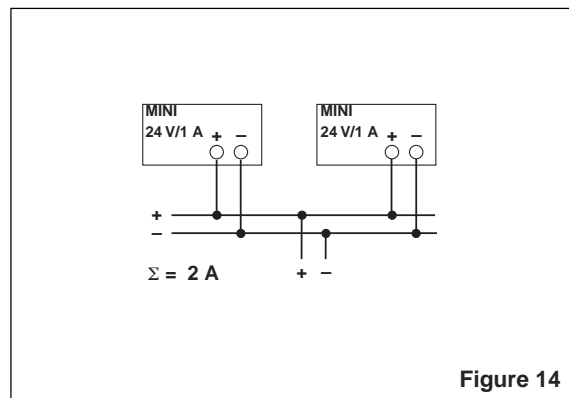 MINI
24 V/1 A + –
MINI
24 V/1 A + –
+
–
Σ = 2 A
+ –
Figure 14